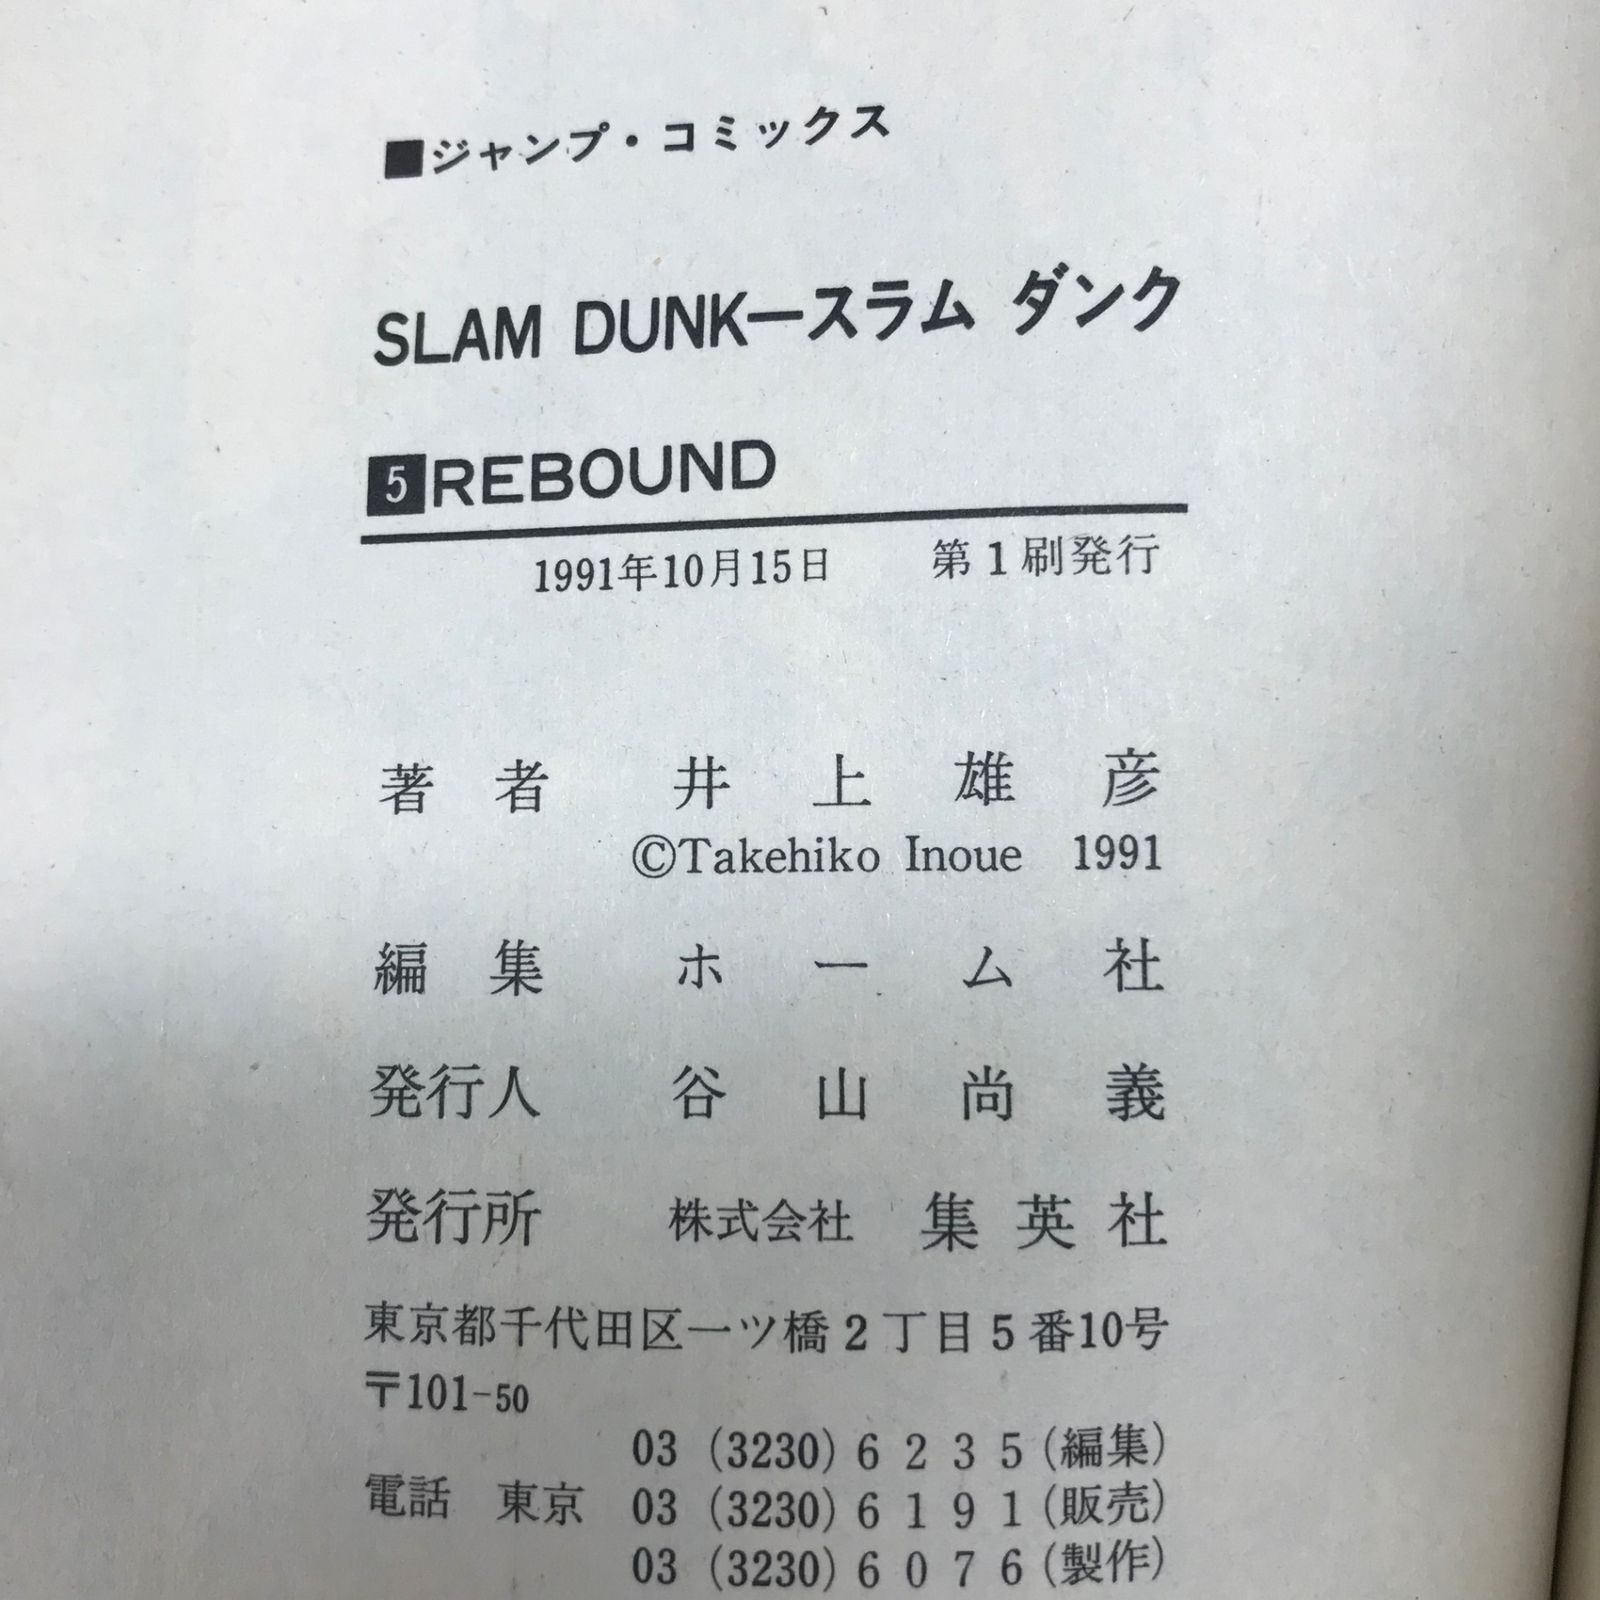 ■ジャンプ・コミックス
SLAM DUNK―スラム ダンク
5 REBOUND
1991年10月15日　第1刷発行
著者　井上雄彦
©Takehiko Inoue 1991
編集　ホーム社
発行人　谷山尚義
発行所　株式会社 集英社
東京都千代田区一ツ橋2丁目5番10号
〒101-50
03 (3230) 6235 (編集)
電話 東京 03 (3230) 6191 (販売)
03 (3230) 6076 (製作)